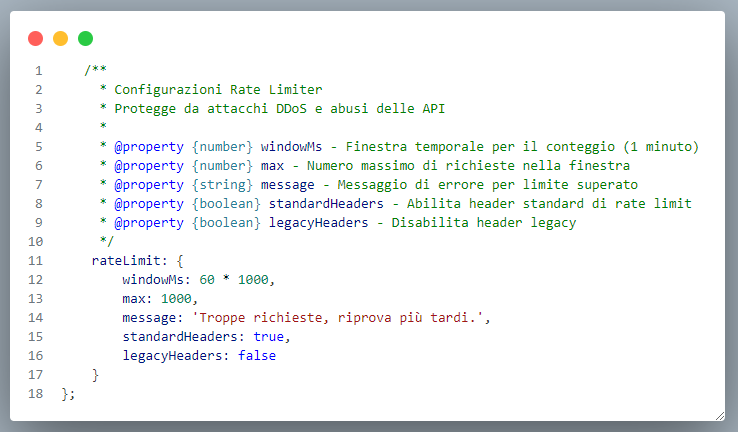 1 /**
2 * Configurazioni Rate Limiter
3 * Protegge da attacchi DDoS e abusi delle API
4 *
5 * @property {number} windowMs - Finestra temporale per il conteggio (1 minuto)
6 * @property {number} max - Numero massimo di richieste nella finestra
7 * @property {string} message - Messaggio di errore per limite superato
8 * @property {boolean} standardHeaders - Abilita header standard di rate limit
9 * @property {boolean} legacyHeaders - Disabilita header legacy
10 */
11 rateLimit: {
12 windowMs: 60 * 1000,
13 max: 1000,
14 message: 'Troppe richieste, riprova più tardi.',
15 standardHeaders: true,
16 legacyHeaders: false
17 }
18 };